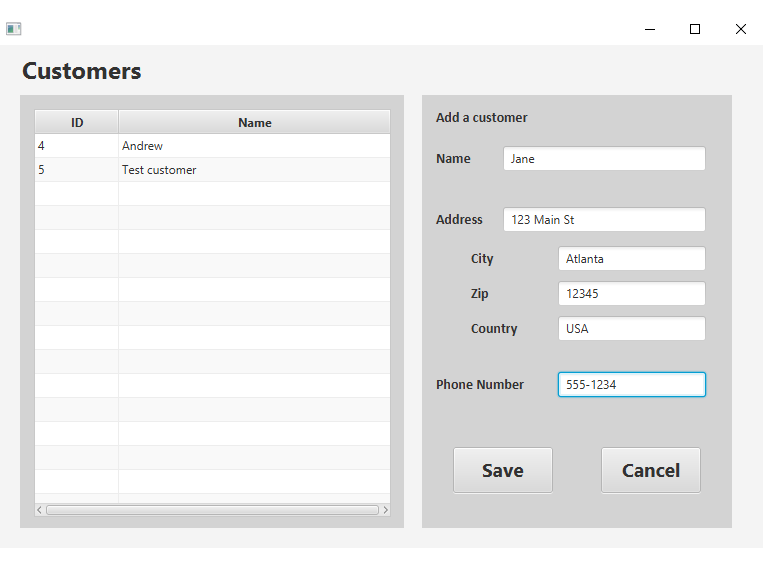 Customers
ID Name
4 Andrew
5 Test customer
Add a customer
Name Jane
Address 123 Main St
City Atlanta
Zip 12345
Country USA
Phone Number 555-1234
Save Cancel